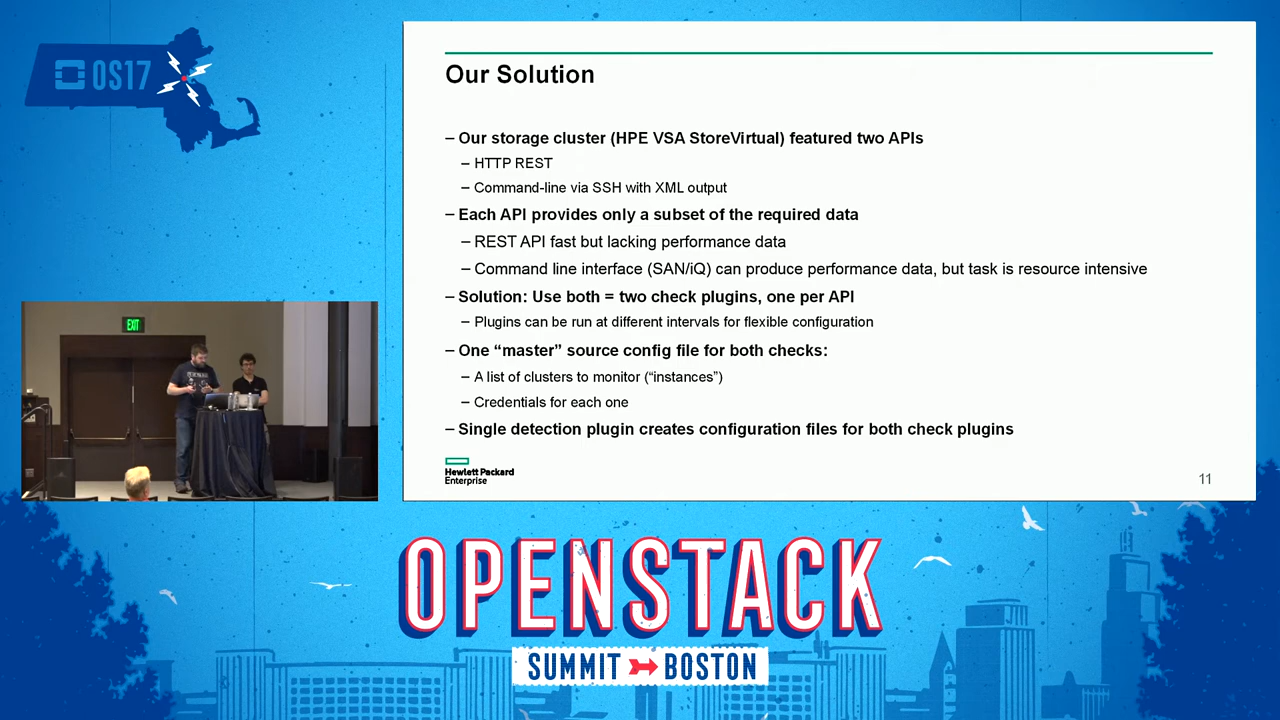 OS17
EXIT
Our Solution
– Our storage cluster (HPE VSA StoreVirtual) featured two APIs
– HTTP REST
– Command-line via SSH with XML output
– Each API provides only a subset of the required data
– REST API fast but lacking performance data
– Command line interface (SAN/iQ) can produce performance data, but task is resource intensive
– Solution: Use both = two check plugins, one per API
– Plugins can be run at different intervals for flexible configuration
– One “master” source config file for both checks:
– A list of clusters to monitor (“instances”)
– Credentials for each one
– Single detection plugin creates configuration files for both check plugins
Hewlett Packard
Enterprise
11
OPENSTACK
SUMMIT BOSTON